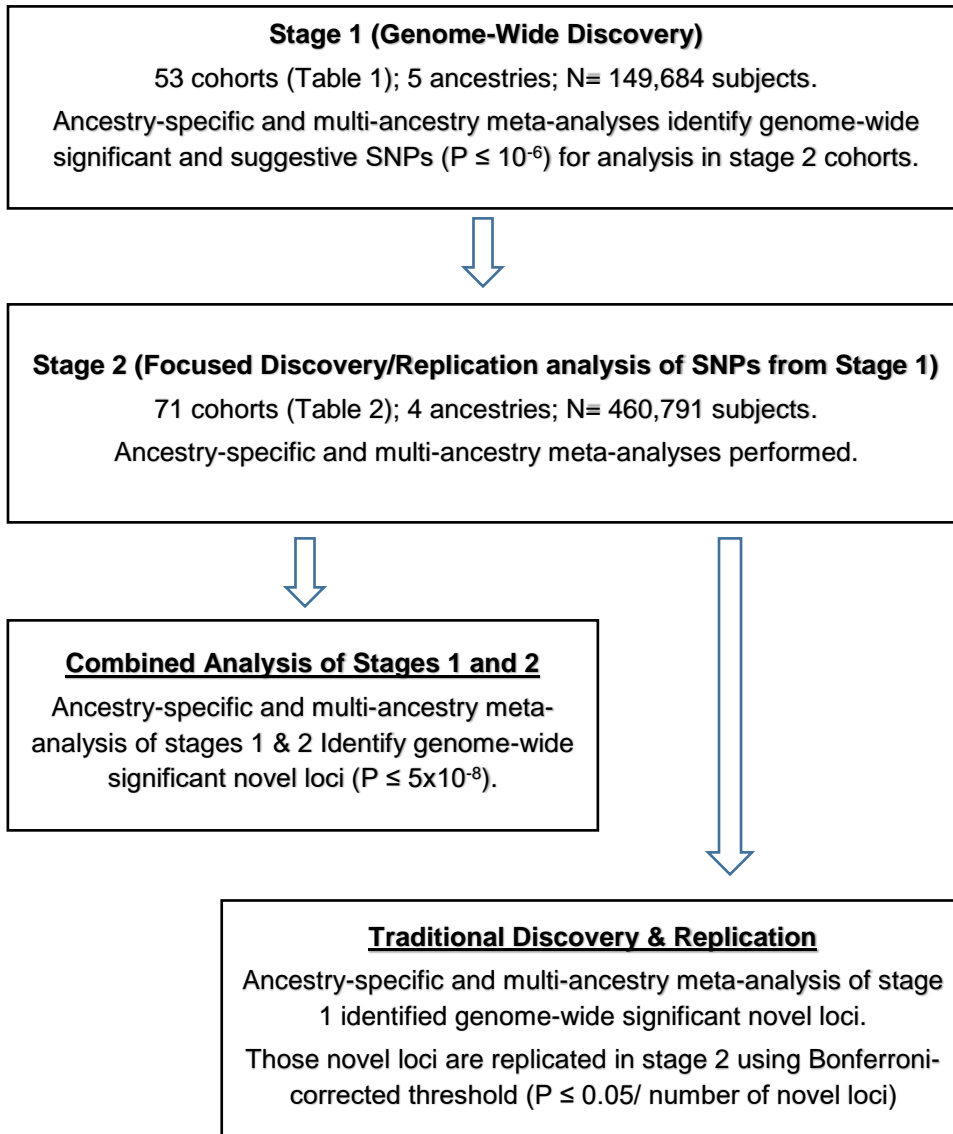 Stage 1 (Genome-Wide Discovery)
53 cohorts (Table 1); 5 ancestries; N= 149,684 subjects.
Ancestry-specific and multi-ancestry meta-analyses identify genome-wide
significant and suggestive SNPs (P ≤ 10⁻⁶) for analysis in stage 2 cohorts.
Stage 2 (Focused Discovery/Replication analysis of SNPs from Stage 1)
71 cohorts (Table 2); 4 ancestries; N= 460,791 subjects.
Ancestry-specific and multi-ancestry meta-analyses performed.
Combined Analysis of Stages 1 and 2
Ancestry-specific and multi-ancestry meta-
analysis of stages 1 & 2 Identify genome-wide
significant novel loci (P ≤ 5x10⁻⁸).
Traditional Discovery & Replication
Ancestry-specific and multi-ancestry meta-analysis of stage
1 identified genome-wide significant novel loci.
Those novel loci are replicated in stage 2 using Bonferroni-
corrected threshold (P ≤ 0.05/ number of novel loci)